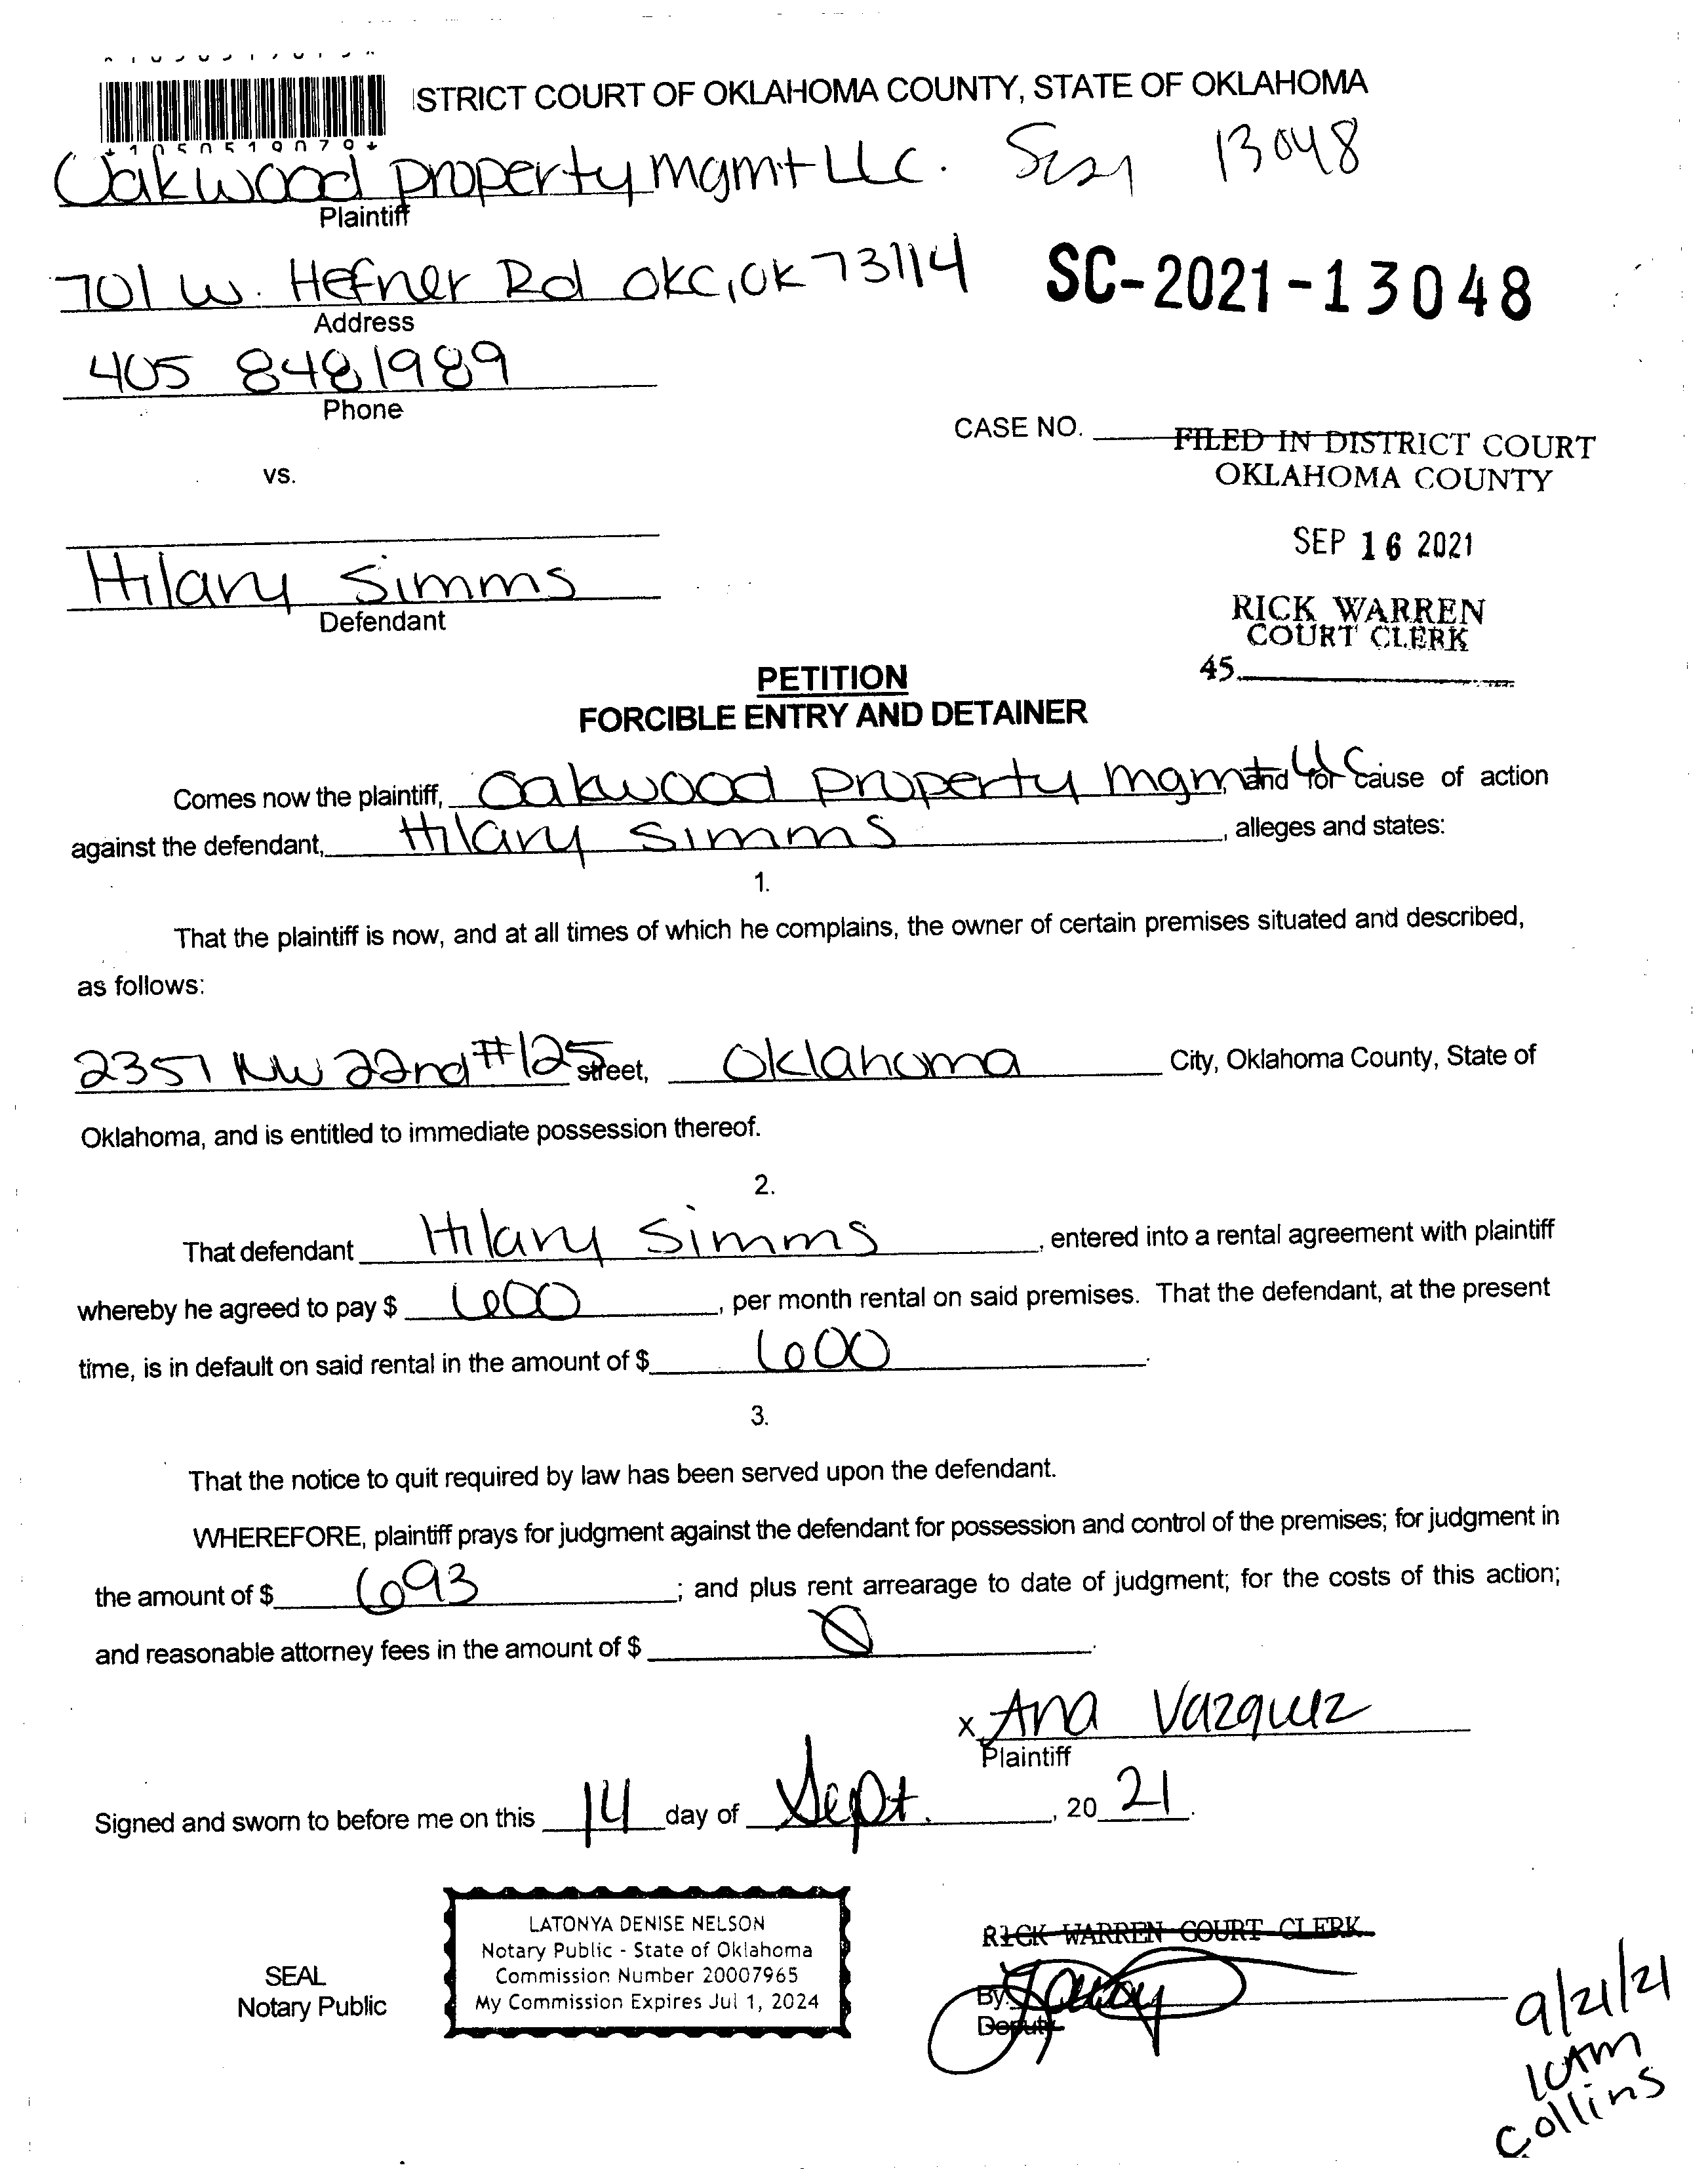 STRICT COURT OF OKLAHOMA COUNTY, STATE OF OKLAHOMA
*1050519079*
Oakwood property mgmt LLC. SC21 13048
Plaintiff
701 W. Hefner Rd OKC, OK 73114 SC-2021-13048
Address
405 848 1989
Phone
CASE NO. FILED IN DISTRICT COURT
OKLAHOMA COUNTY
vs.
SEP 16 2021
Hilary Simms
Defendant
RICK WARREN
COURT CLERK
45
PETITION
FORCIBLE ENTRY AND DETAINER
Comes now the plaintiff, Oakwood property mgmt LLC, and for cause of action
against the defendant, Hilary Simms, alleges and states:
1.
That the plaintiff is now, and at all times of which he complains, the owner of certain premises situated and described,
as follows:
2351 NW 22nd #125 street, Oklahoma City, Oklahoma County, State of
Oklahoma, and is entitled to immediate possession thereof.
2.
That defendant Hilary Simms, entered into a rental agreement with plaintiff
whereby he agreed to pay $ 600, per month rental on said premises. That the defendant, at the present
time, is in default on said rental in the amount of $ 600.
3.
That the notice to quit required by law has been served upon the defendant.
WHEREFORE, plaintiff prays for judgment against the defendant for possession and control of the premises; for judgment in
the amount of $ 693; and plus rent arrearage to date of judgment; for the costs of this action;
and reasonable attorney fees in the amount of $ 0.
x Ana Vazquez
Plaintiff
Signed and sworn to before me on this 14 day of Sept., 2021.
LATONYA DENISE NELSON
Notary Public - State of Oklahoma
Commission Number 20007965
My Commission Expires Jul 1, 2024
SEAL
Notary Public
RICK WARREN COURT CLERK
By
Deputy
9/21/21
10AM
Collins